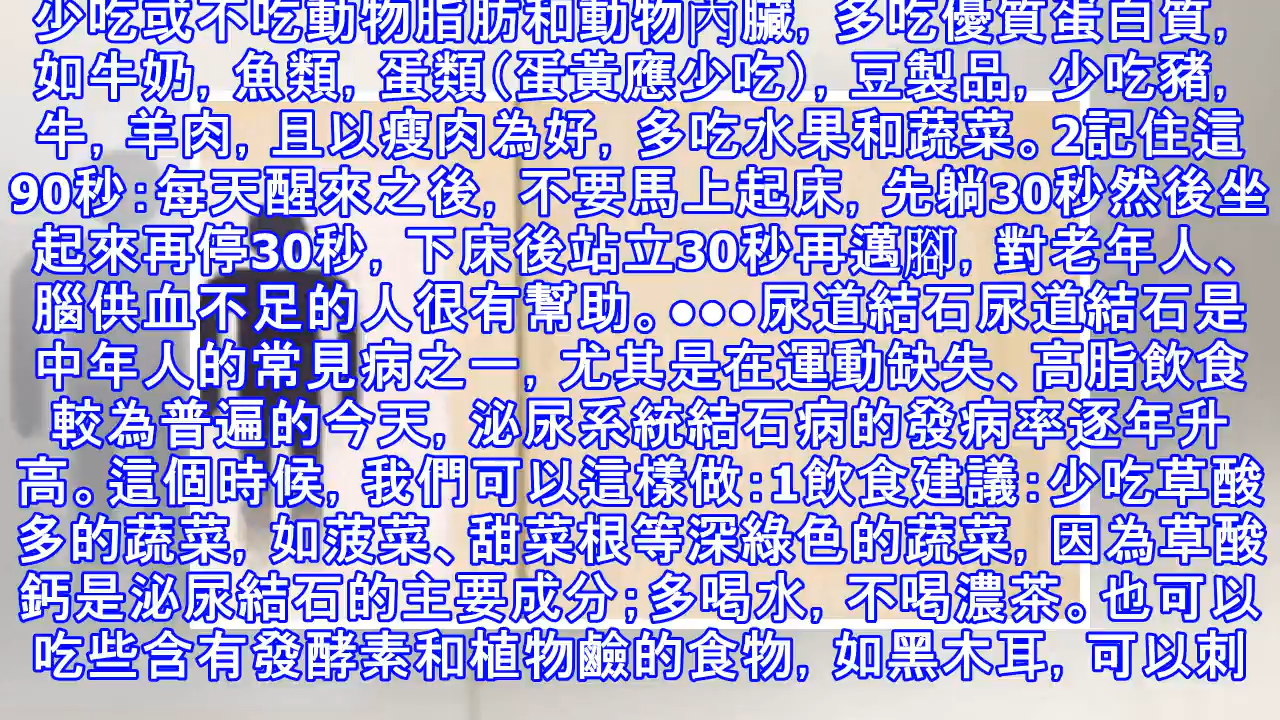 少吃或不吃動物脂肪和動物內臟, 多吃優質蛋白質,
如牛奶, 魚類, 蛋類(蛋黃應少吃), 豆製品, 少吃豬,
牛, 羊肉, 且以瘦肉為好, 多吃水果和蔬菜。2記住這
90秒:每天醒來之後, 不要馬上起床, 先躺30秒然後坐
起來再停30秒, 下床後站立30秒再邁腳, 對老年人、
腦供血不足的人很有幫助。●●●尿道結石尿道結石是
中年人的常見病之一, 尤其是在運動缺失、高脂飲食
較為普遍的今天, 泌尿系統結石病的發病率逐年升
高。這個時候, 我們可以這樣做:1飲食建議:少吃草酸
多的蔬菜, 如菠菜、甜菜根等深綠色的蔬菜, 因為草酸
鈣是泌尿結石的主要成分;多喝水, 不喝濃茶。也可以
吃些含有發酵素和植物鹼的食物, 如黑木耳, 可以刺